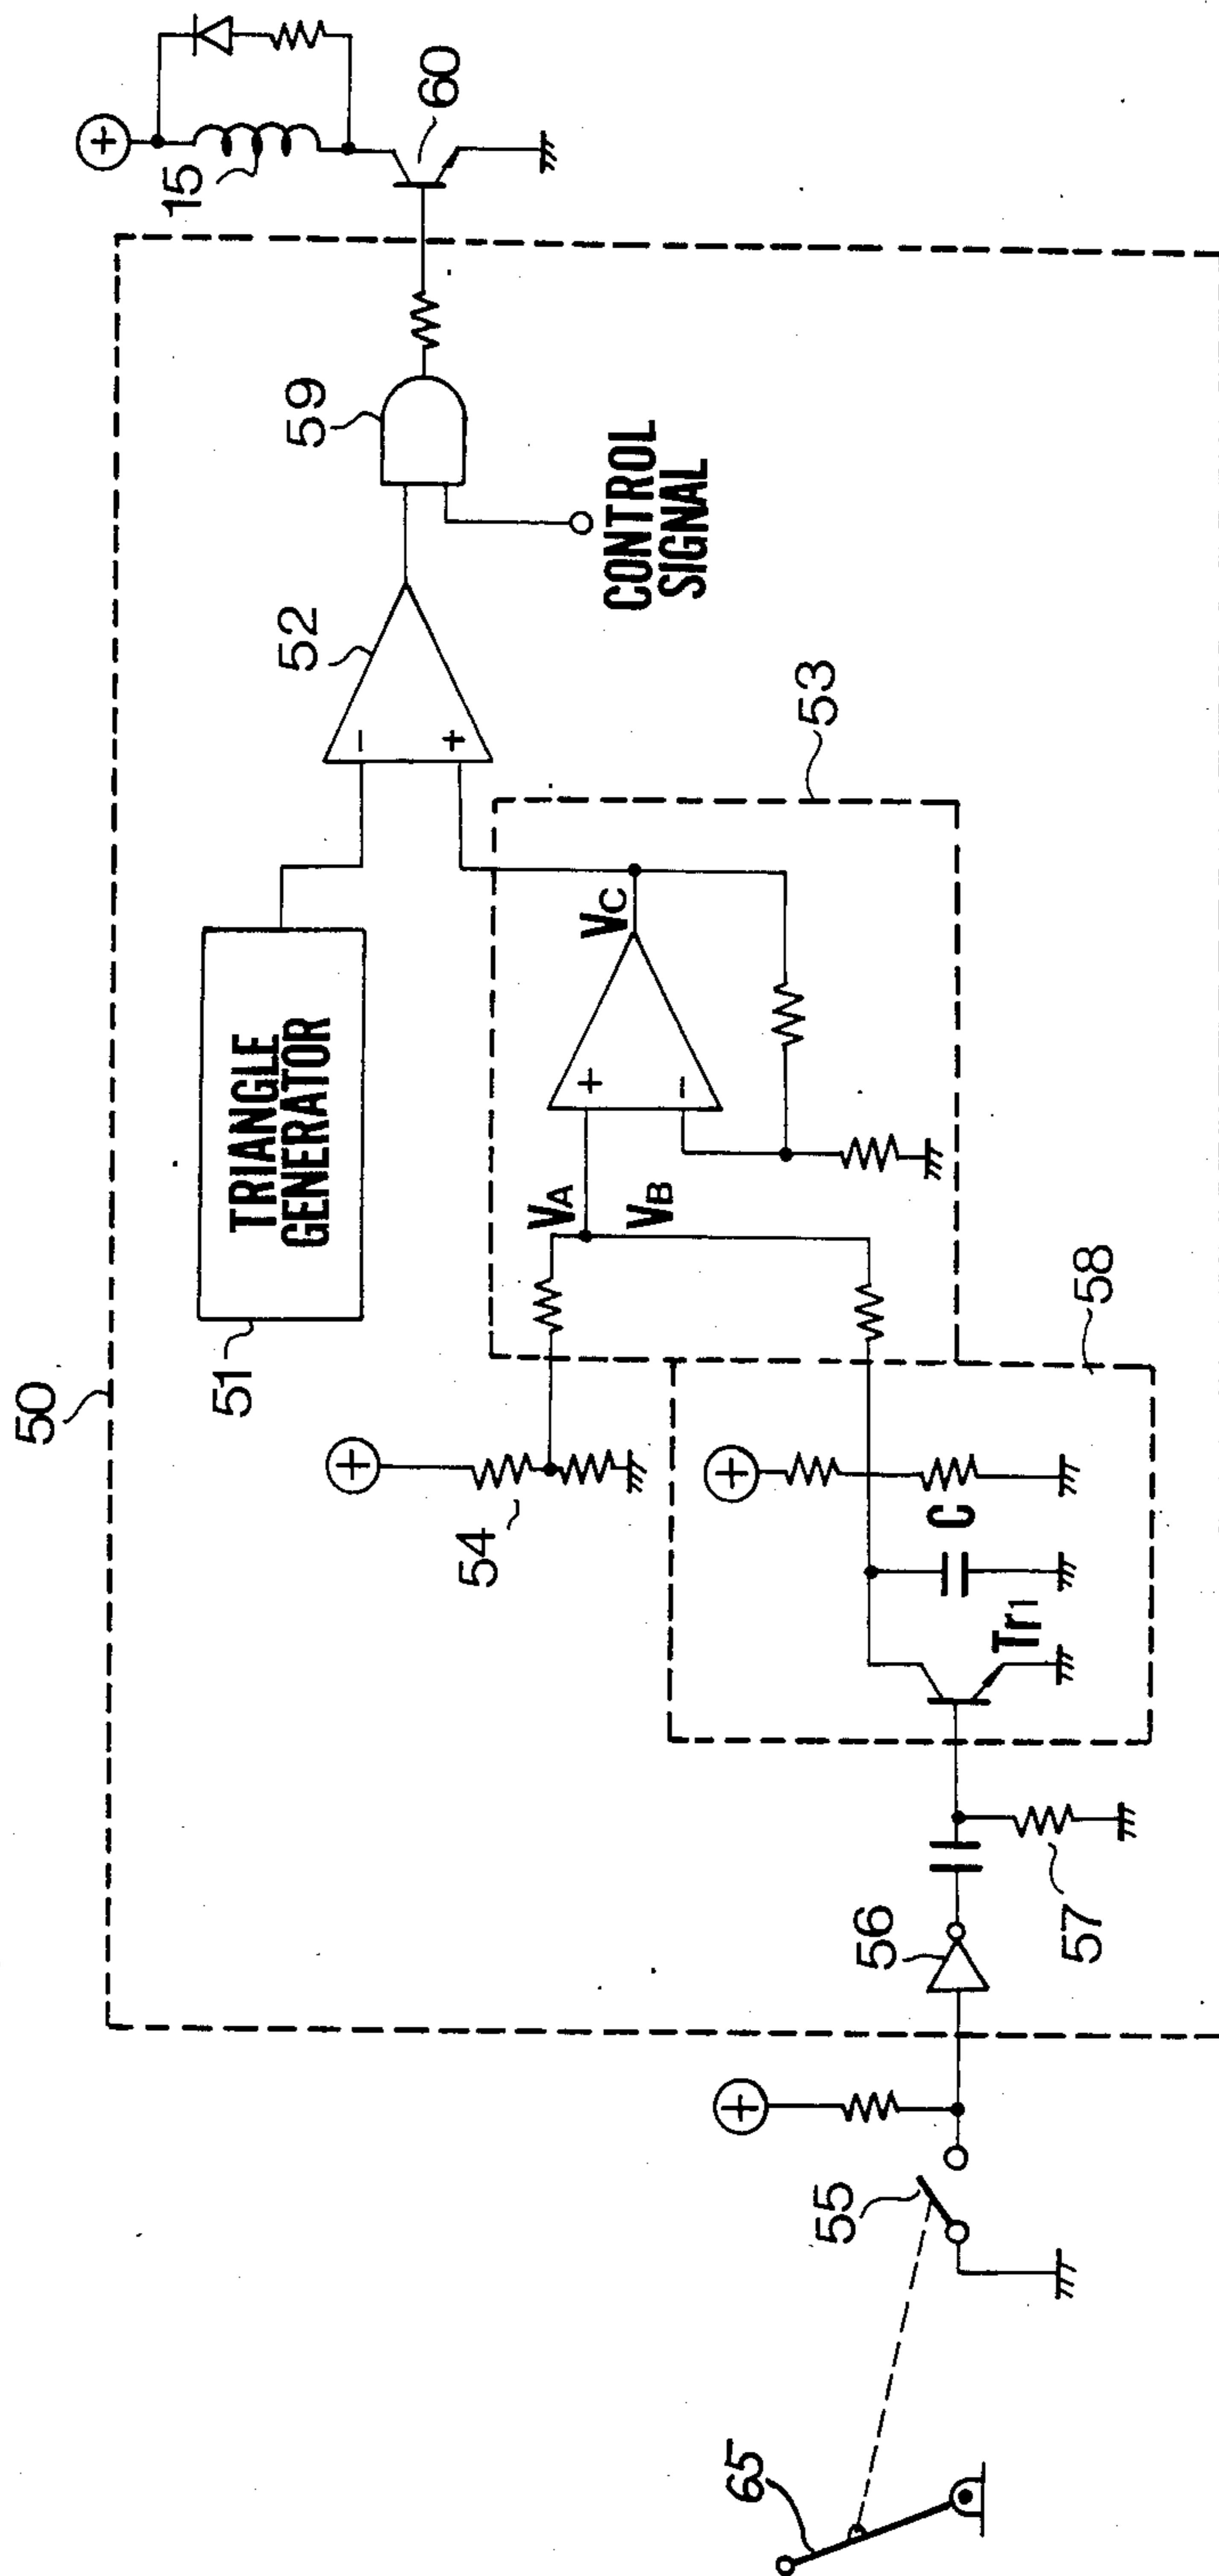 50
51
TRIANGLE
GENERATOR
52
59
60
15
CONTROL
SIGNAL
53
54
VA
VB
VC
+
−
58
C
Tr1
56
57
55
65